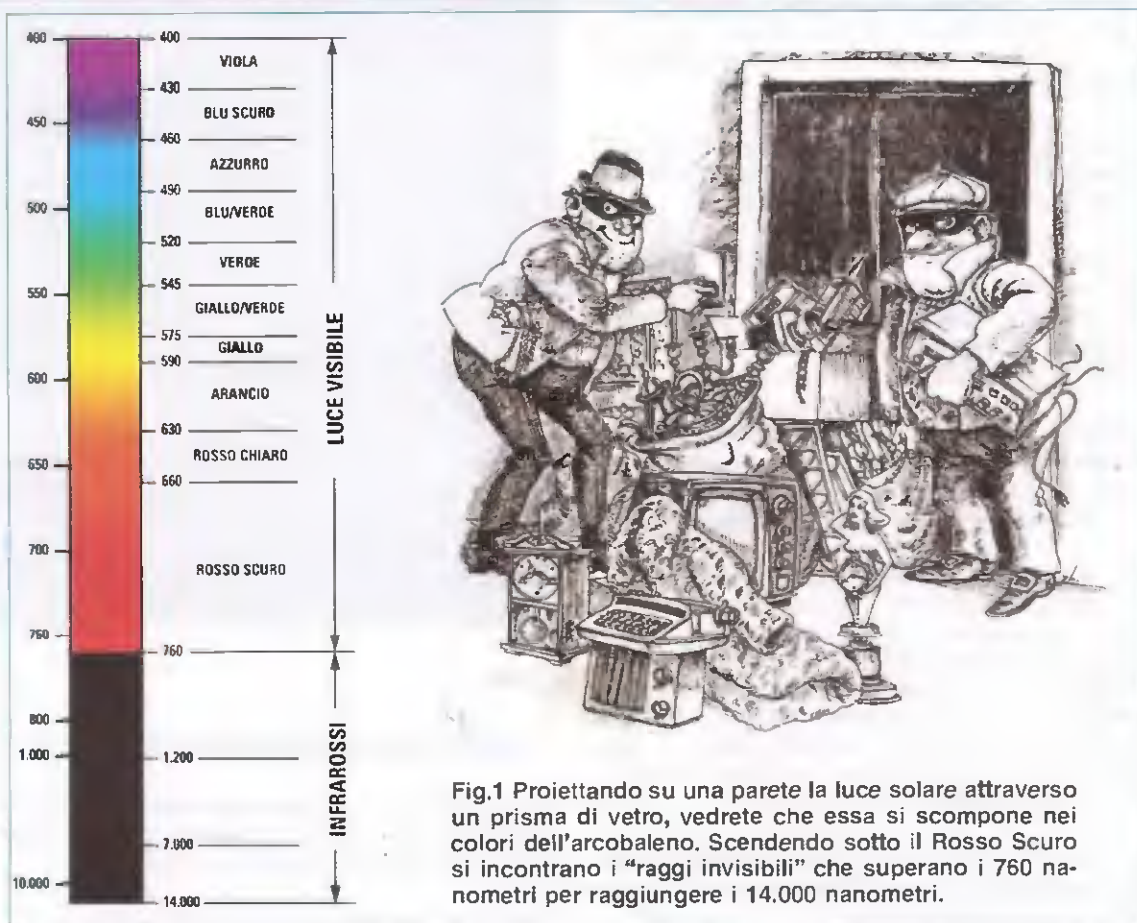 400 400
VIOLA
430
BLU SCURO
450
460
AZZURRO
490
500
BLU/VERDE
520
VERDE
545
550
GIALLO/VERDE
575
GIALLO
590
600
ARANCIO
630
ROSSO CHIARO
650
660
700
ROSSO SCURO
750
760
LUCE VISIBILE
800
1.000
1.200
7.000
10.000
14.000
INFRAROSSI
Fig.1 Proiettando su una parete la luce solare attraverso
un prisma di vetro, vedrete che essa si scompone nei
colori dell'arcobaleno. Scendendo sotto il Rosso Scuro
si incontrano i "raggi invisibili" che superano i 760 na-
nometri per raggiungere i 14.000 nanometri.